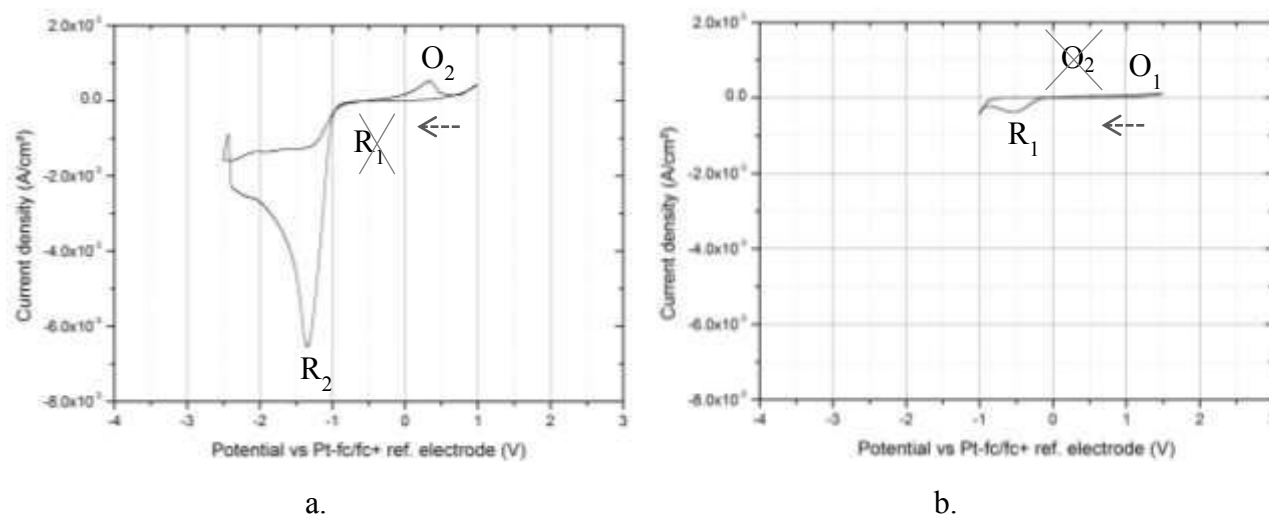 2.0x10⁻³
0.0
-2.0x10⁻³
-4.0x10⁻³
-6.0x10⁻³
-8.0x10⁻³
Current density (A/cm²)
O₂
R₁
R₂
-4 -3 -2 -1 0 1 2 3
Potential vs Pt-fc/fc+ ref. electrode (V)
a.
2.0x10⁻³
0.0
-2.0x10⁻³
-4.0x10⁻³
-6.0x10⁻³
-8.0x10⁻³
Current density (A/cm²)
O₂
O₁
R₁
-4 -3 -2 -1 0 1 2
Potential vs Pt-fc/fc+ ref. electrode (V)
b.